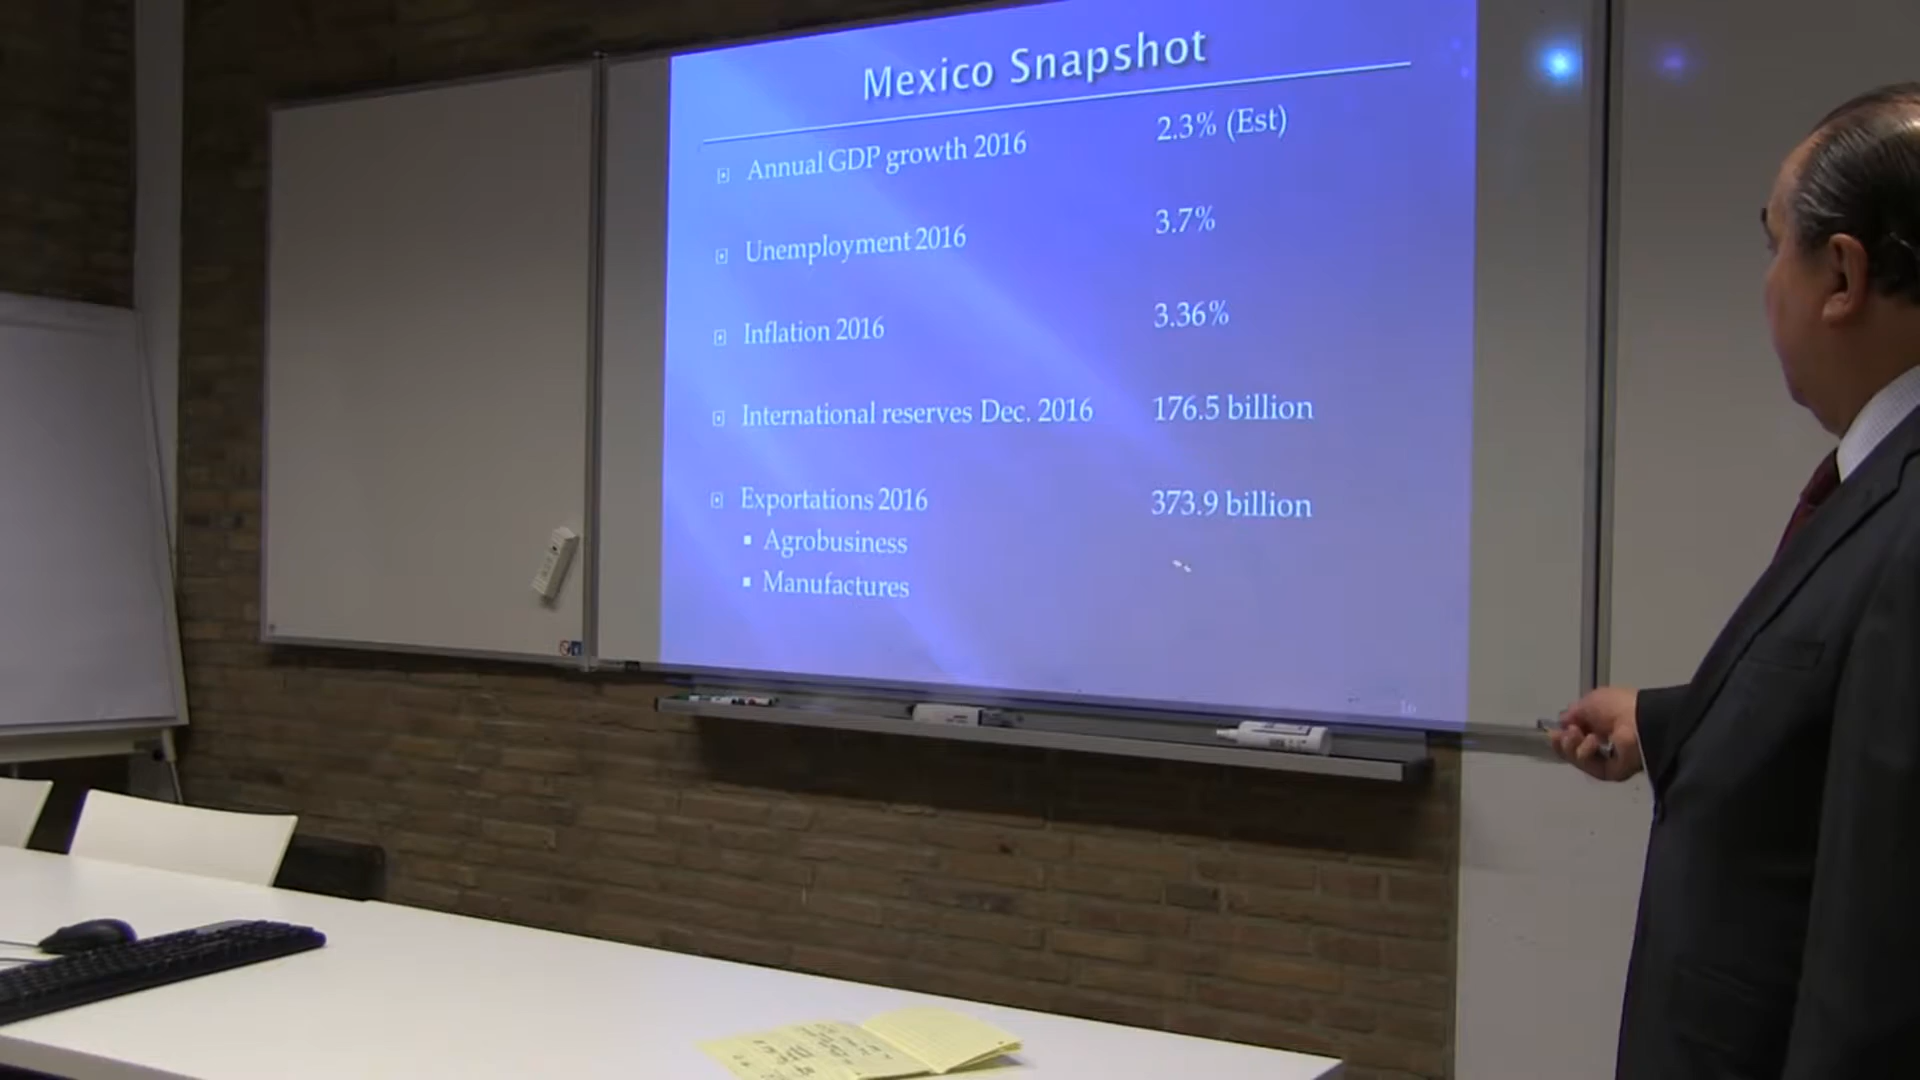 Mexico Snapshot
Annual GDP growth 2016 2.3% (Est)
Unemployment 2016 3.7%
Inflation 2016 3.36%
International reserves Dec. 2016 176.5 billion
Exportations 2016 373.9 billion
Agrobusiness
Manufactures
16